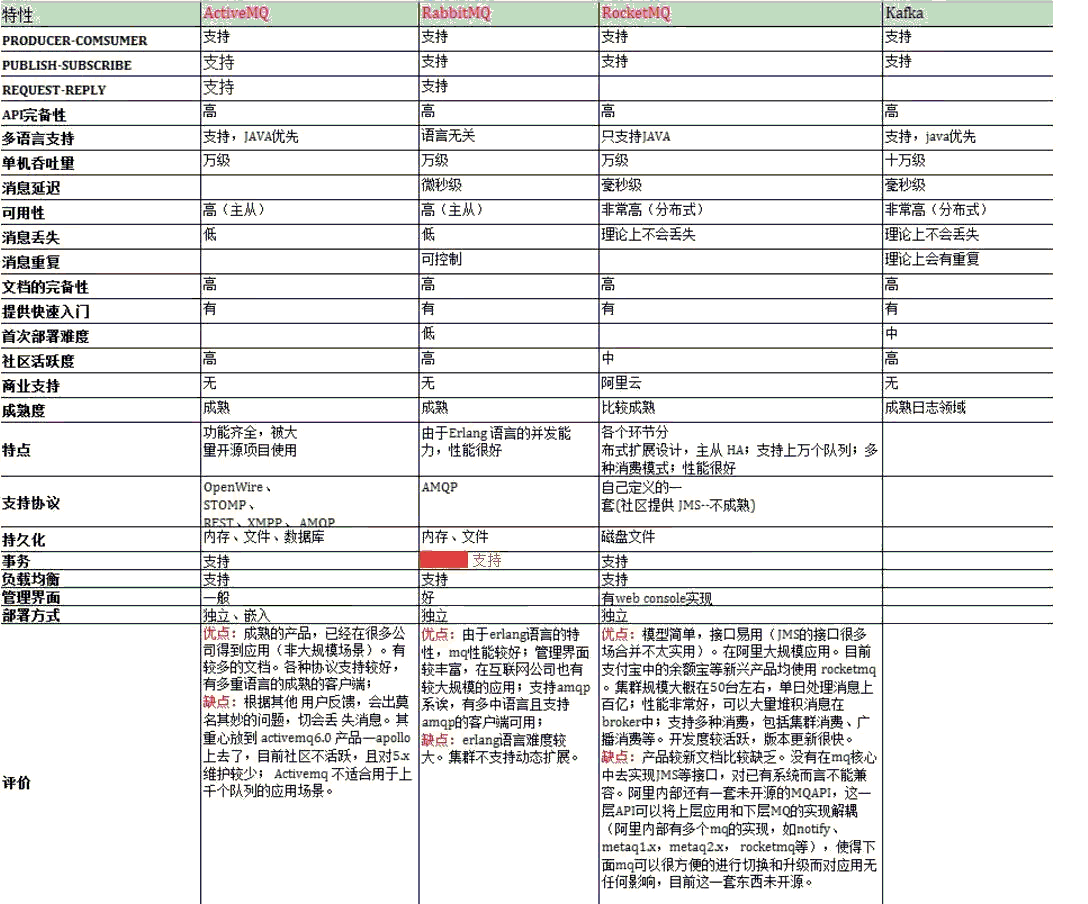 特性 ActiveMQ RabbitMQ RocketMQ Kafka
PRODUCER-COMSUMER 支持 支持 支持 支持
PUBLISH-SUBSCRIBE 支持 支持 支持 支持
REQUEST-REPLY 支持 支持
API完备性 高 高 高 高
多语言支持 支持，JAVA优先 语言无关 只支持JAVA 支持，java优先
单机吞吐量 万级 万级 万级 十万级
消息延迟 微秒级 毫秒级 毫秒级
可用性 高（主从） 高（主从） 非常高（分布式） 非常高（分布式）
消息丢失 低 低 理论上不会丢失 理论上不会丢失
消息重复 可控制 理论上会有重复
文档的完备性 高 高 高 高
提供快速入门 有 有 有 有
首次部署难度 低 中
社区活跃度 高 高 中 高
商业支持 无 无 阿里云 无
成熟度 成熟 成熟 比较成熟 成熟日志领域
特点
功能齐全，被大
量开源项目使用
由于Erlang 语言的并发能
力，性能很好
各个环节分
布式扩展设计，主从 HA；支持上万个队列；多
种消费模式；性能很好
支持协议
OpenWire、
STOMP、
REST、XMPP、 AMQP
AMQP
自己定义的一
套(社区提供 JMS--不成熟)
持久化 内存、文件、数据库 内存、文件 磁盘文件
事务 支持 支持 支持
负载均衡 支持 支持 支持
管理界面 一般 好 有web console实现
部署方式 独立、嵌入 独立 独立
评价
优点：成熟的产品，已经在很多公
司得到应用（非大规模场景）。有
较多的文档。各种协议支持较好，
有多重语言的成熟的客户端；
缺点：根据其他 用户反馈，会出莫
名其妙的问题，切会丢 失消息。其
重心放到 activemq6.0 产品—apollo
上去了，目前社区不活跃，且对5.x
维护较少； Activemq 不适合用于上
千个队列的应用场景。
优点：由于erlang语言的特
性，mq性能较好；管理界面
较丰富，在互联网公司也有
较大规模的应用；支持amqp
系诶，有多中语言且支持
amqp的客户端可用；
缺点：erlang语言难度较
大。集群不支持动态扩展。
优点：模型简单，接口易用（JMS的接口很多
场合并不太实用）。在阿里大规模应用。目前
支付宝中的余额宝等新兴产品均使用 rocketmq
。集群规模大概在50台左右，单日处理消息上
百亿；性能非常好，可以大量堆积消息在
broker中；支持多种消费，包括集群消费、广
播消费等。开发度较活跃，版本更新很快。
缺点：产品较新文档比较缺乏。没有在mq核心
中去实现JMS等接口，对已有系统而言不能兼
容。阿里内部还有一套未开源的MQAPI，这一
层API可以将上层应用和下层MQ的实现解耦
（阿里内部有多个mq的实现，如notify、
metaq1.x，metaq2.x， rocketmq等），使得下
面mq可以很方便的进行切换和升级而对应用无
任何影响，目前这一套东西未开源。